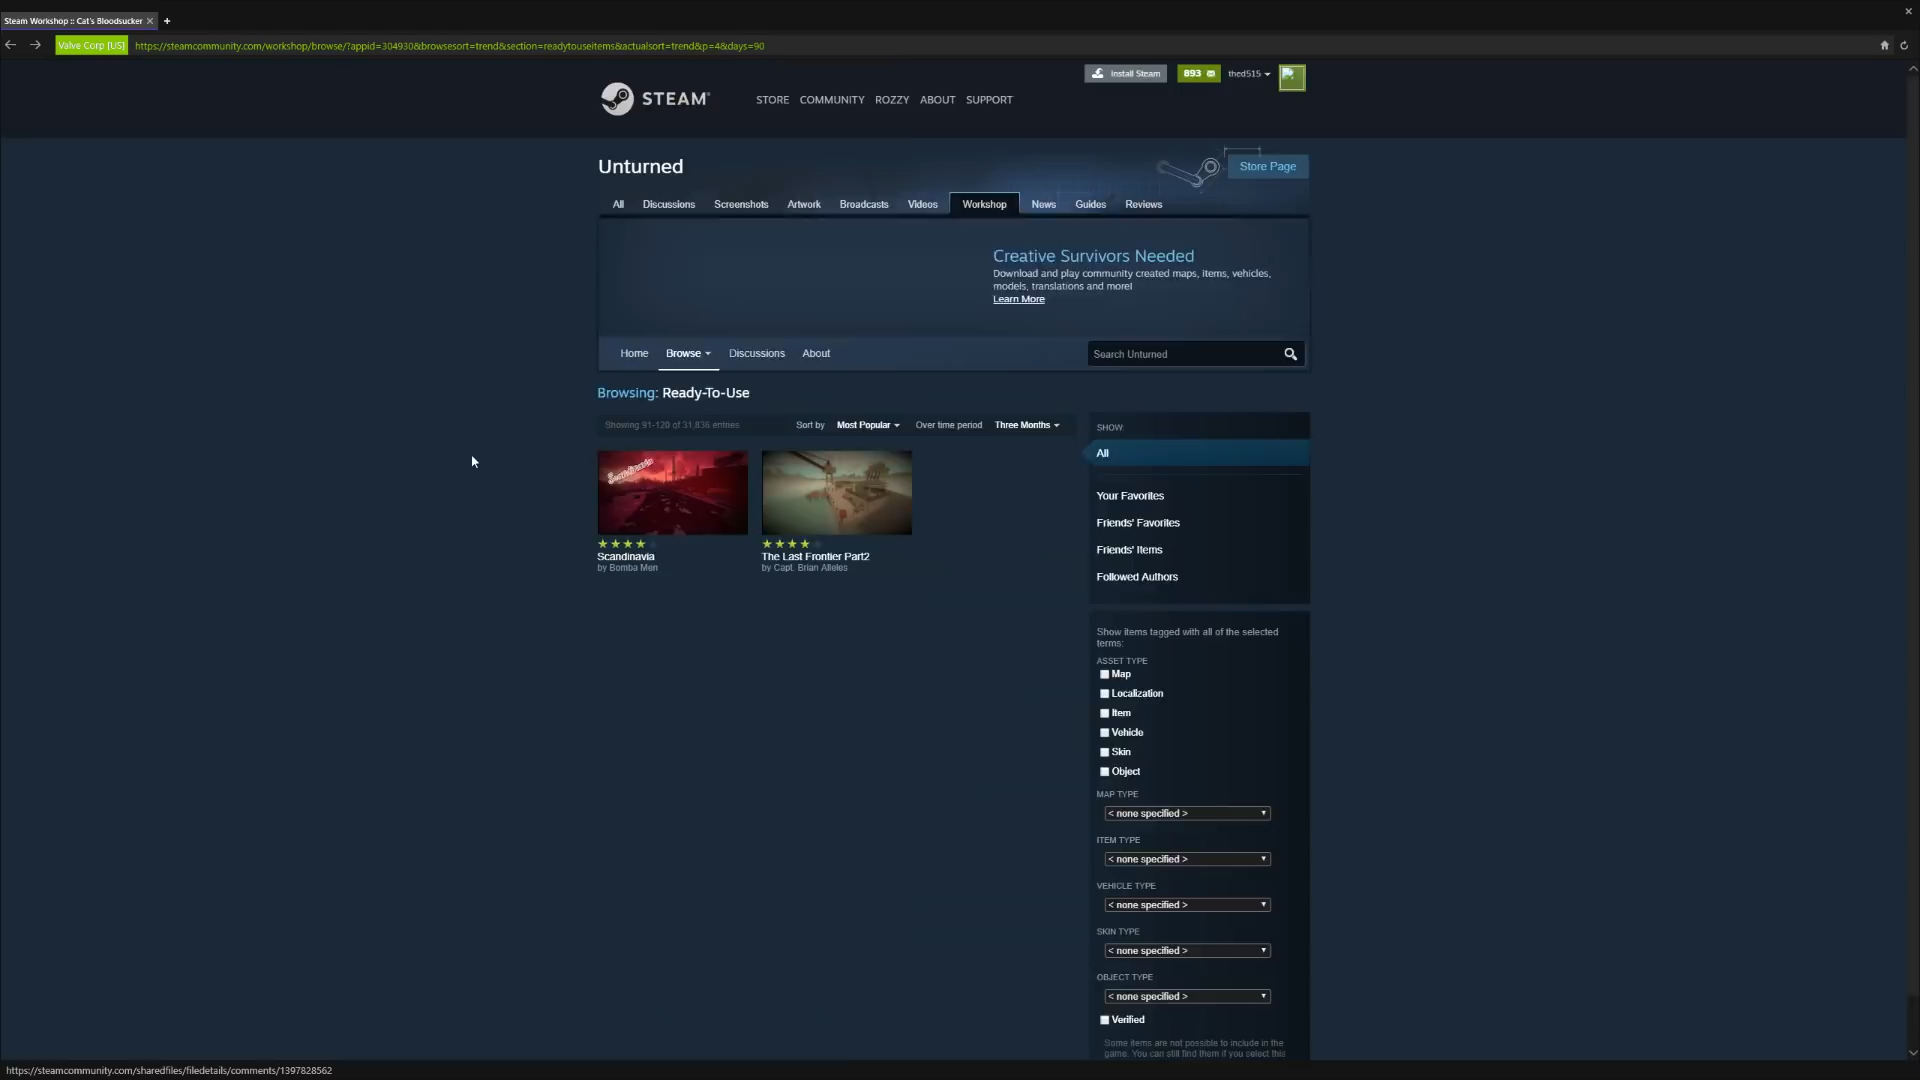 Steam Workshop :: Cat's Bloodsucker
Valve Corp [US] https://steamcommunity.com/workshop/browse/?appid=304930&browsesort=trend&section=readytouseitems&actualsort=trend&p=4&days=90
Install Steam 893 thed515
STEAM STORE COMMUNITY ROZZY ABOUT SUPPORT
Unturned Store Page
All Discussions Screenshots Artwork Broadcasts Videos Workshop News Guides Reviews
Creative Survivors Needed
Download and play community created maps, items, vehicles,
models, translations and more!
Learn More
Home Browse Discussions About Search Unturned
Browsing: Ready-To-Use
Showing 91-120 of 31,836 entries Sort by Most Popular Over time period Three Months
SHOW:
All
Your Favorites
Friends' Favorites
Friends' Items
Followed Authors
Scandinavia
Scandinavia
by Bomba Men
The Last Frontier Part2
by Capt. Brian Alleles
Show items tagged with all of the selected
terms:
ASSET TYPE
Map
Localization
Item
Vehicle
Skin
Object
MAP TYPE
< none specified >
ITEM TYPE
< none specified >
VEHICLE TYPE
< none specified >
SKIN TYPE
< none specified >
OBJECT TYPE
< none specified >
Verified
Some items are not possible to include in the
game. You can still find them if you select this
https://steamcommunity.com/sharedfiles/filedetails/comments/1397828562